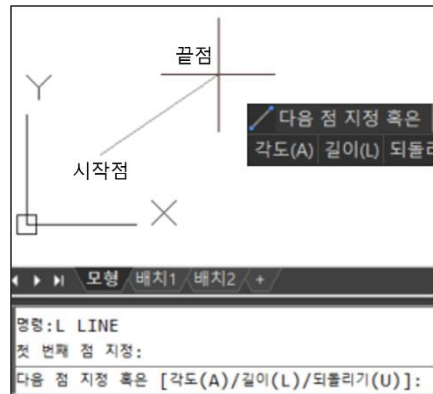 끝점
Y
다음 점 지정 혹은
시작점
각도(A) 길이(L) 되돌리
X
모형 배치1 배치2 +
명령:L LINE
첫 번째 점 지정:
다음 점 지정 혹은 [각도(A)/길이(L)/되돌리기(U)]: